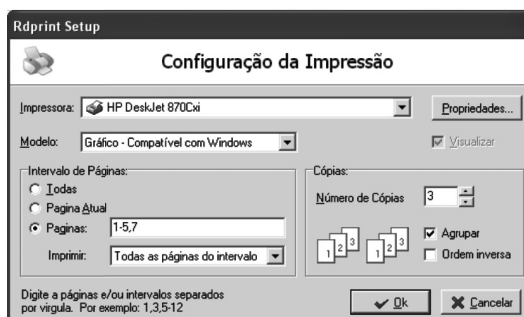 Rdprint Setup
Configuração da Impressão
Impressora: HP DeskJet 870Cxi Propriedades...
Modelo: Gráfico - Compatível com Windows Visualizar
Intervalo de Páginas:
Todas
Pagina Atual
Paginas: 1-5,7
Imprimir: Todas as páginas do intervalo
Cópias:
Número de Cópias 3
1 2 3 1 2 3
Agrupar
Ordem inversa
Digite a páginas e/ou intervalos separados
por virgula. Por exemplo: 1,3,5-12
Ok Cancelar